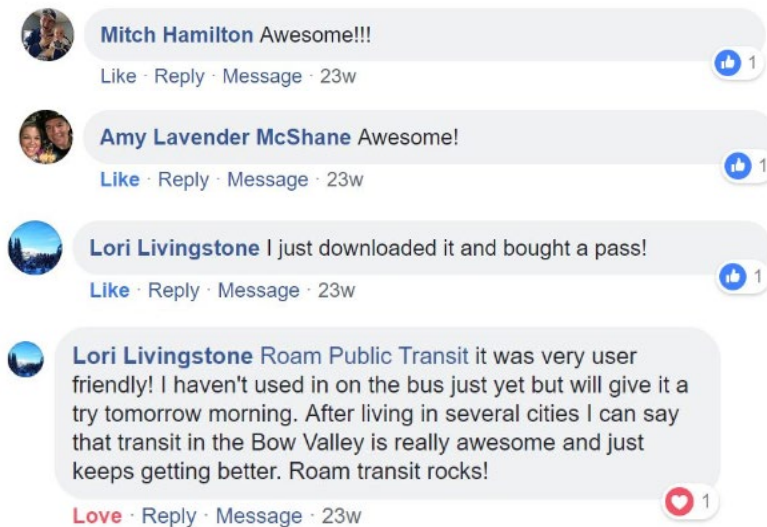 Mitch Hamilton Awesome!!!
1
Like · Reply · Message · 23w
Amy Lavender McShane Awesome!
1
Like · Reply · Message · 23w
Lori Livingstone I just downloaded it and bought a pass!
1
Like · Reply · Message · 23w
Lori Livingstone Roam Public Transit it was very user
friendly! I haven't used in on the bus just yet but will give it a
try tomorrow morning. After living in several cities I can say
that transit in the Bow Valley is really awesome and just
keeps getting better. Roam transit rocks!
1
Love · Reply · Message · 23w